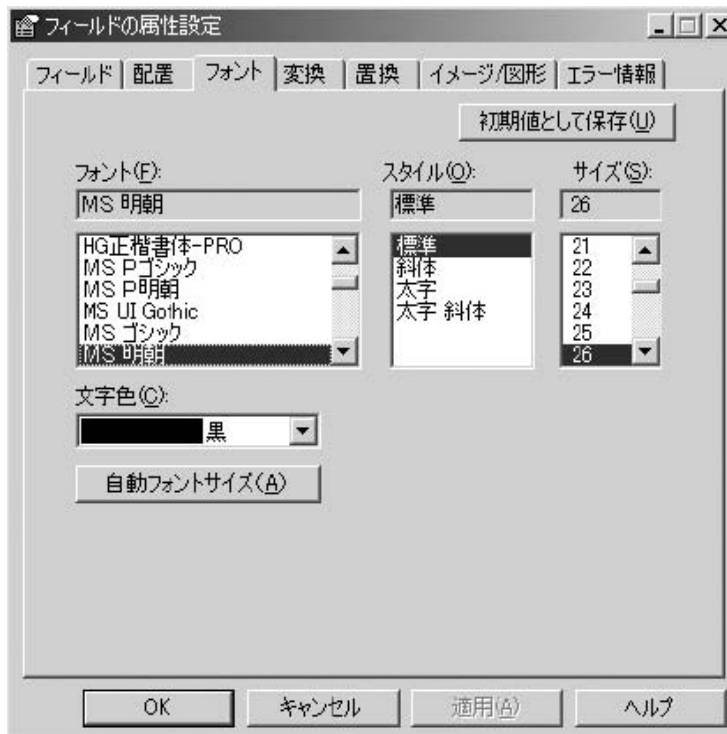 フィールドの属性設定
フィールド 配置 フォント 変換 置換 イメージ/図形 エラー情報
初期値として保存(U)
フォント(F): スタイル(O): サイズ(S):
MS 明朝 標準 26
HG正楷書体-PRO 標準 21
MS Pゴシック 斜体 22
MS P明朝 太字 23
MS UI Gothic 太字 斜体 24
MS ゴシック 25
MS 明朝 26
文字色(C):
黒
自動フォントサイズ(A)
OK キャンセル 適用(A) ヘルプ